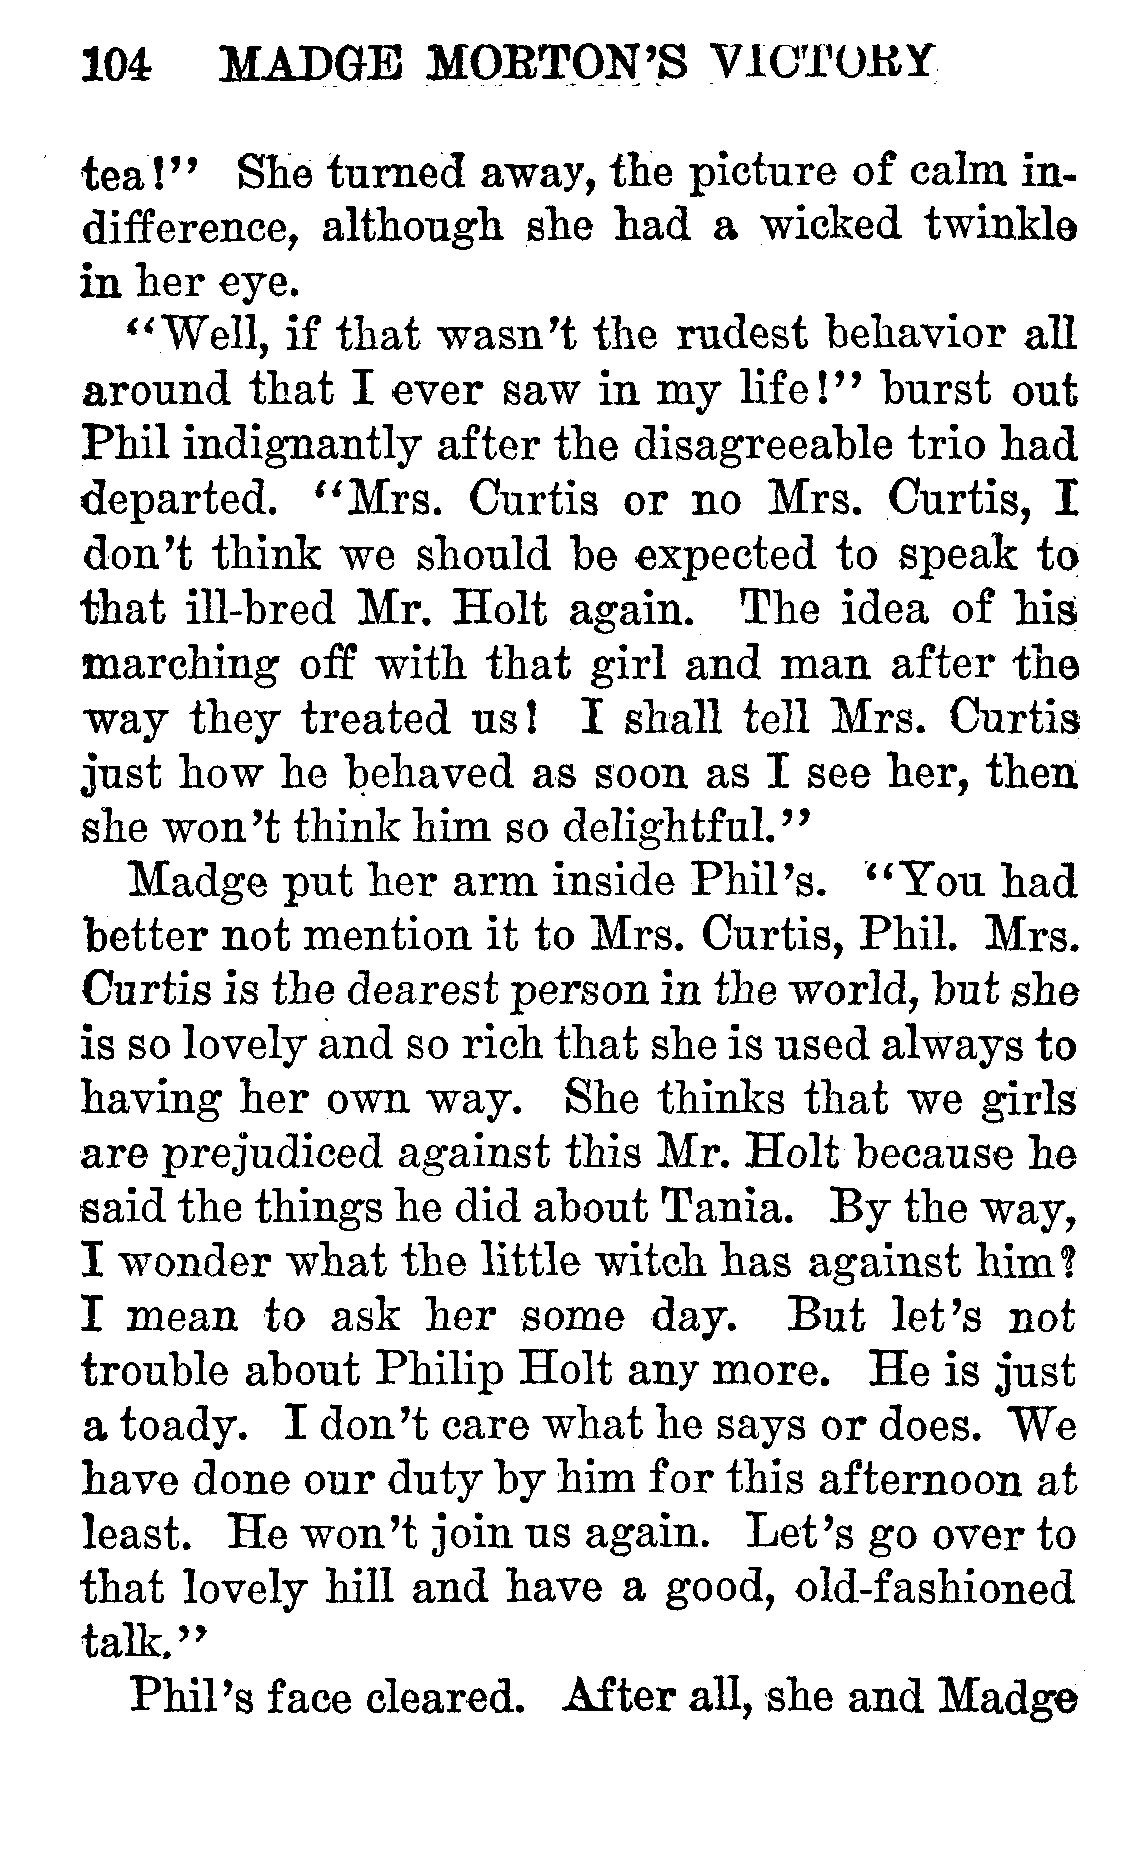 104 MADGE MORTON'S VICTORY
tea!" She turned away, the picture of calm in-
difference, although she had a wicked twinkle
in her eye.
"Well, if that wasn't the rudest behavior all
around that I ever saw in my life!" burst out
Phil indignantly after the disagreeable trio had
departed. "Mrs. Curtis or no Mrs. Curtis, I
don't think we should be expected to speak to
that ill-bred Mr. Holt again. The idea of his
marching off with that girl and man after the
way they treated us! I shall tell Mrs. Curtis
just how he behaved as soon as I see her, then
she won't think him so delightful."
Madge put her arm inside Phil's. "You had
better not mention it to Mrs. Curtis, Phil. Mrs.
Curtis is the dearest person in the world, but she
is so lovely and so rich that she is used always to
having her own way. She thinks that we girls
are prejudiced against this Mr. Holt because he
said the things he did about Tania. By the way,
I wonder what the little witch has against him?
I mean to ask her some day. But let's not
trouble about Philip Holt any more. He is just
a toady. I don't care what he says or does. We
have done our duty by him for this afternoon at
least. He won't join us again. Let's go over to
that lovely hill and have a good, old-fashioned
talk."
Phil's face cleared. After all, she and Madge